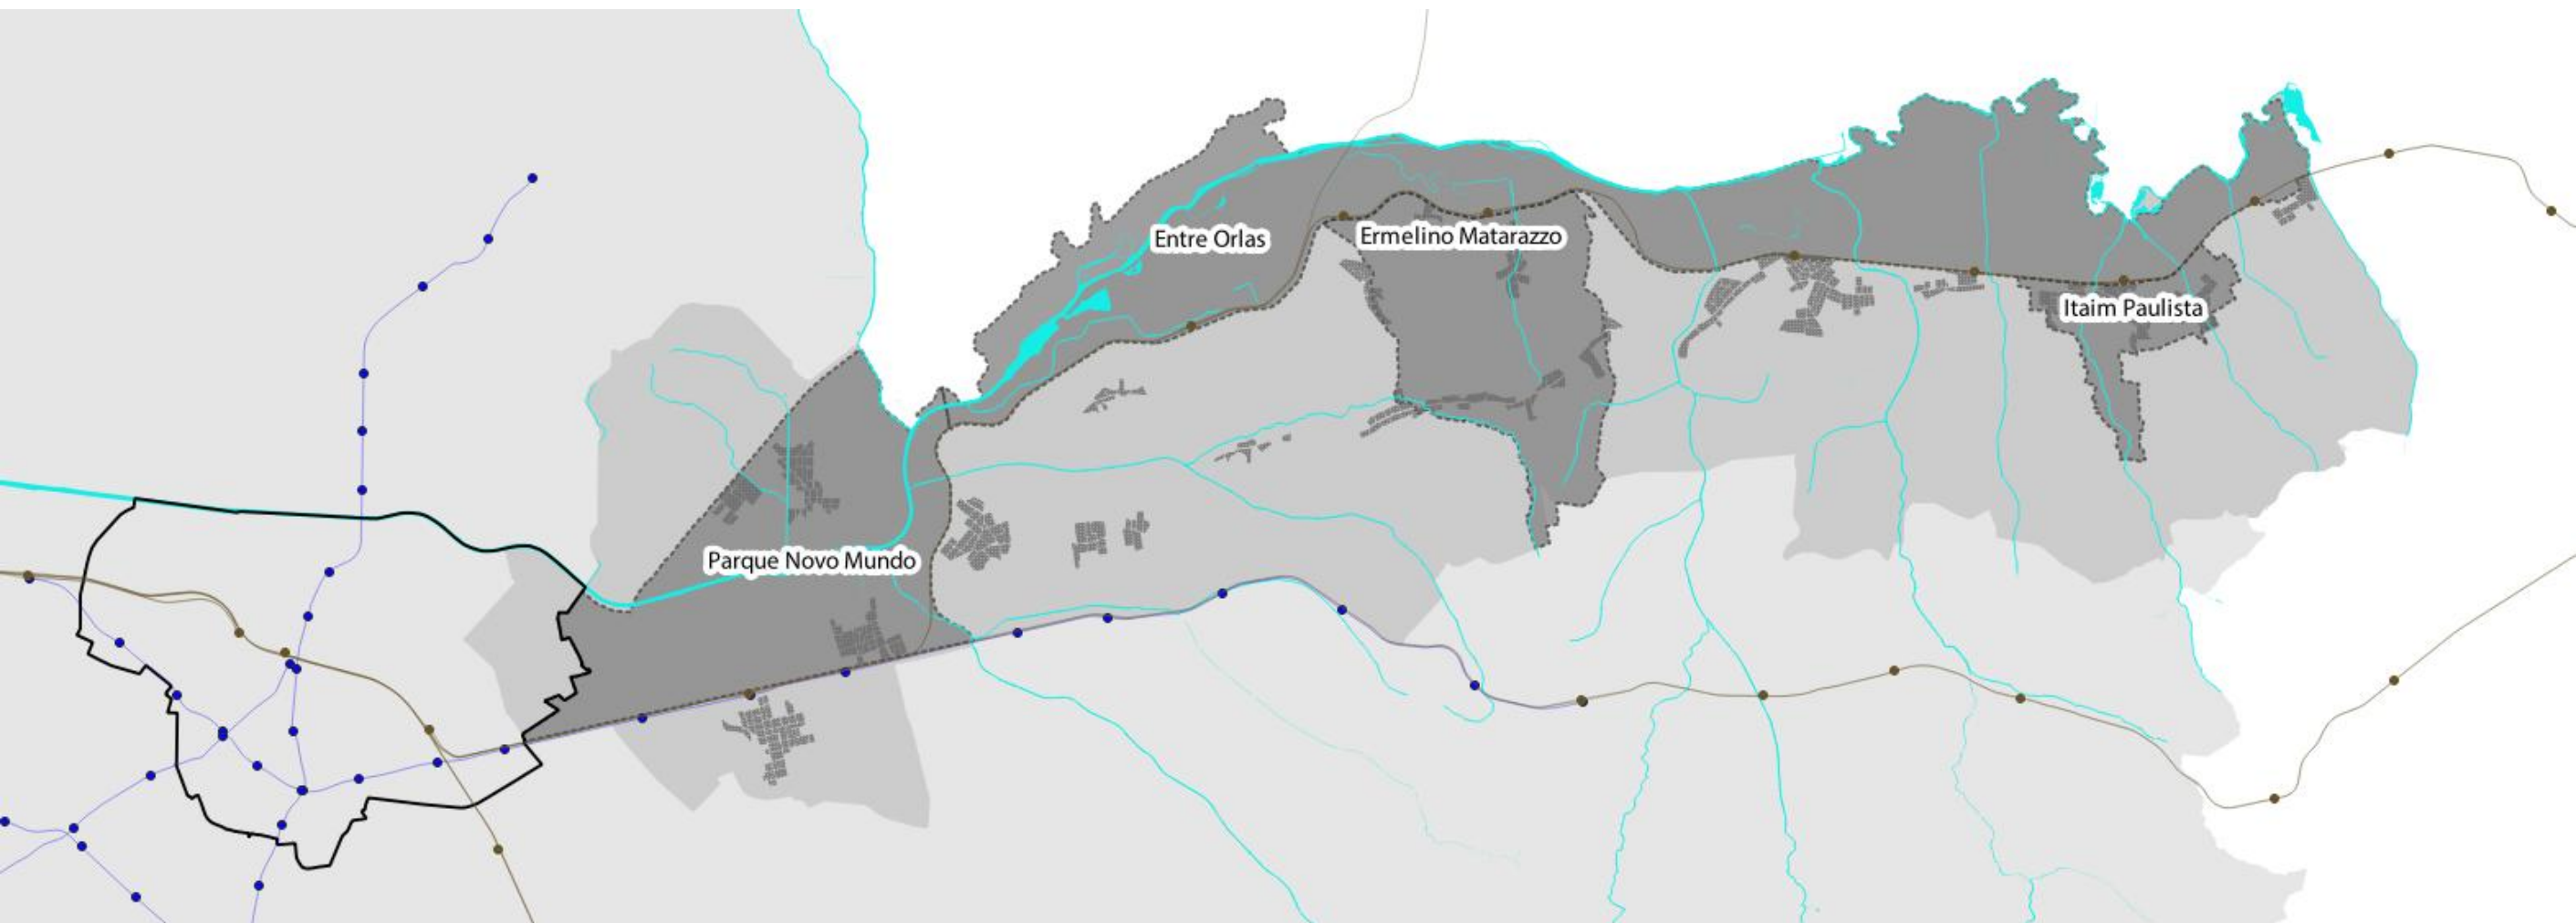 Entre Orlas
Ermelino Matarazzo
Itaim Paulista
Parque Novo Mundo